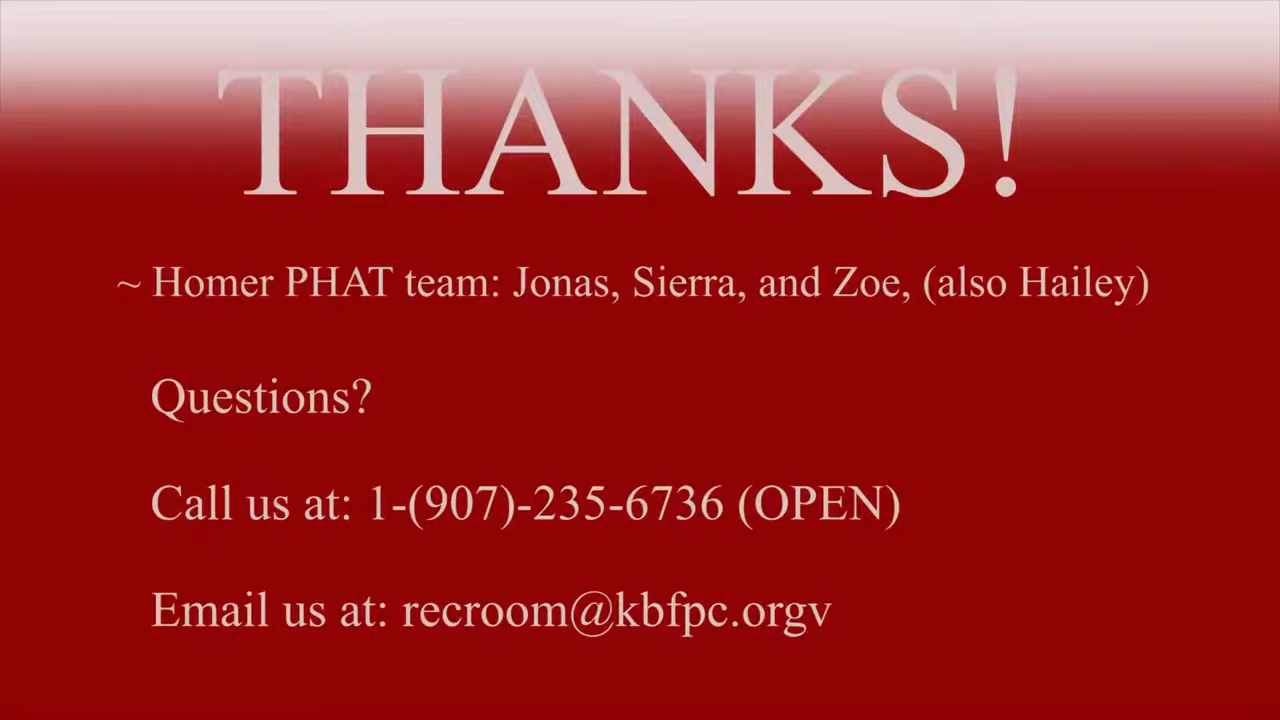 THANKS!
~ Homer PHAT team: Jonas, Sierra, and Zoe, (also Hailey)
Questions?
Call us at: 1-(907)-235-6736 (OPEN)
Email us at: recroom@kbfpc.orgv